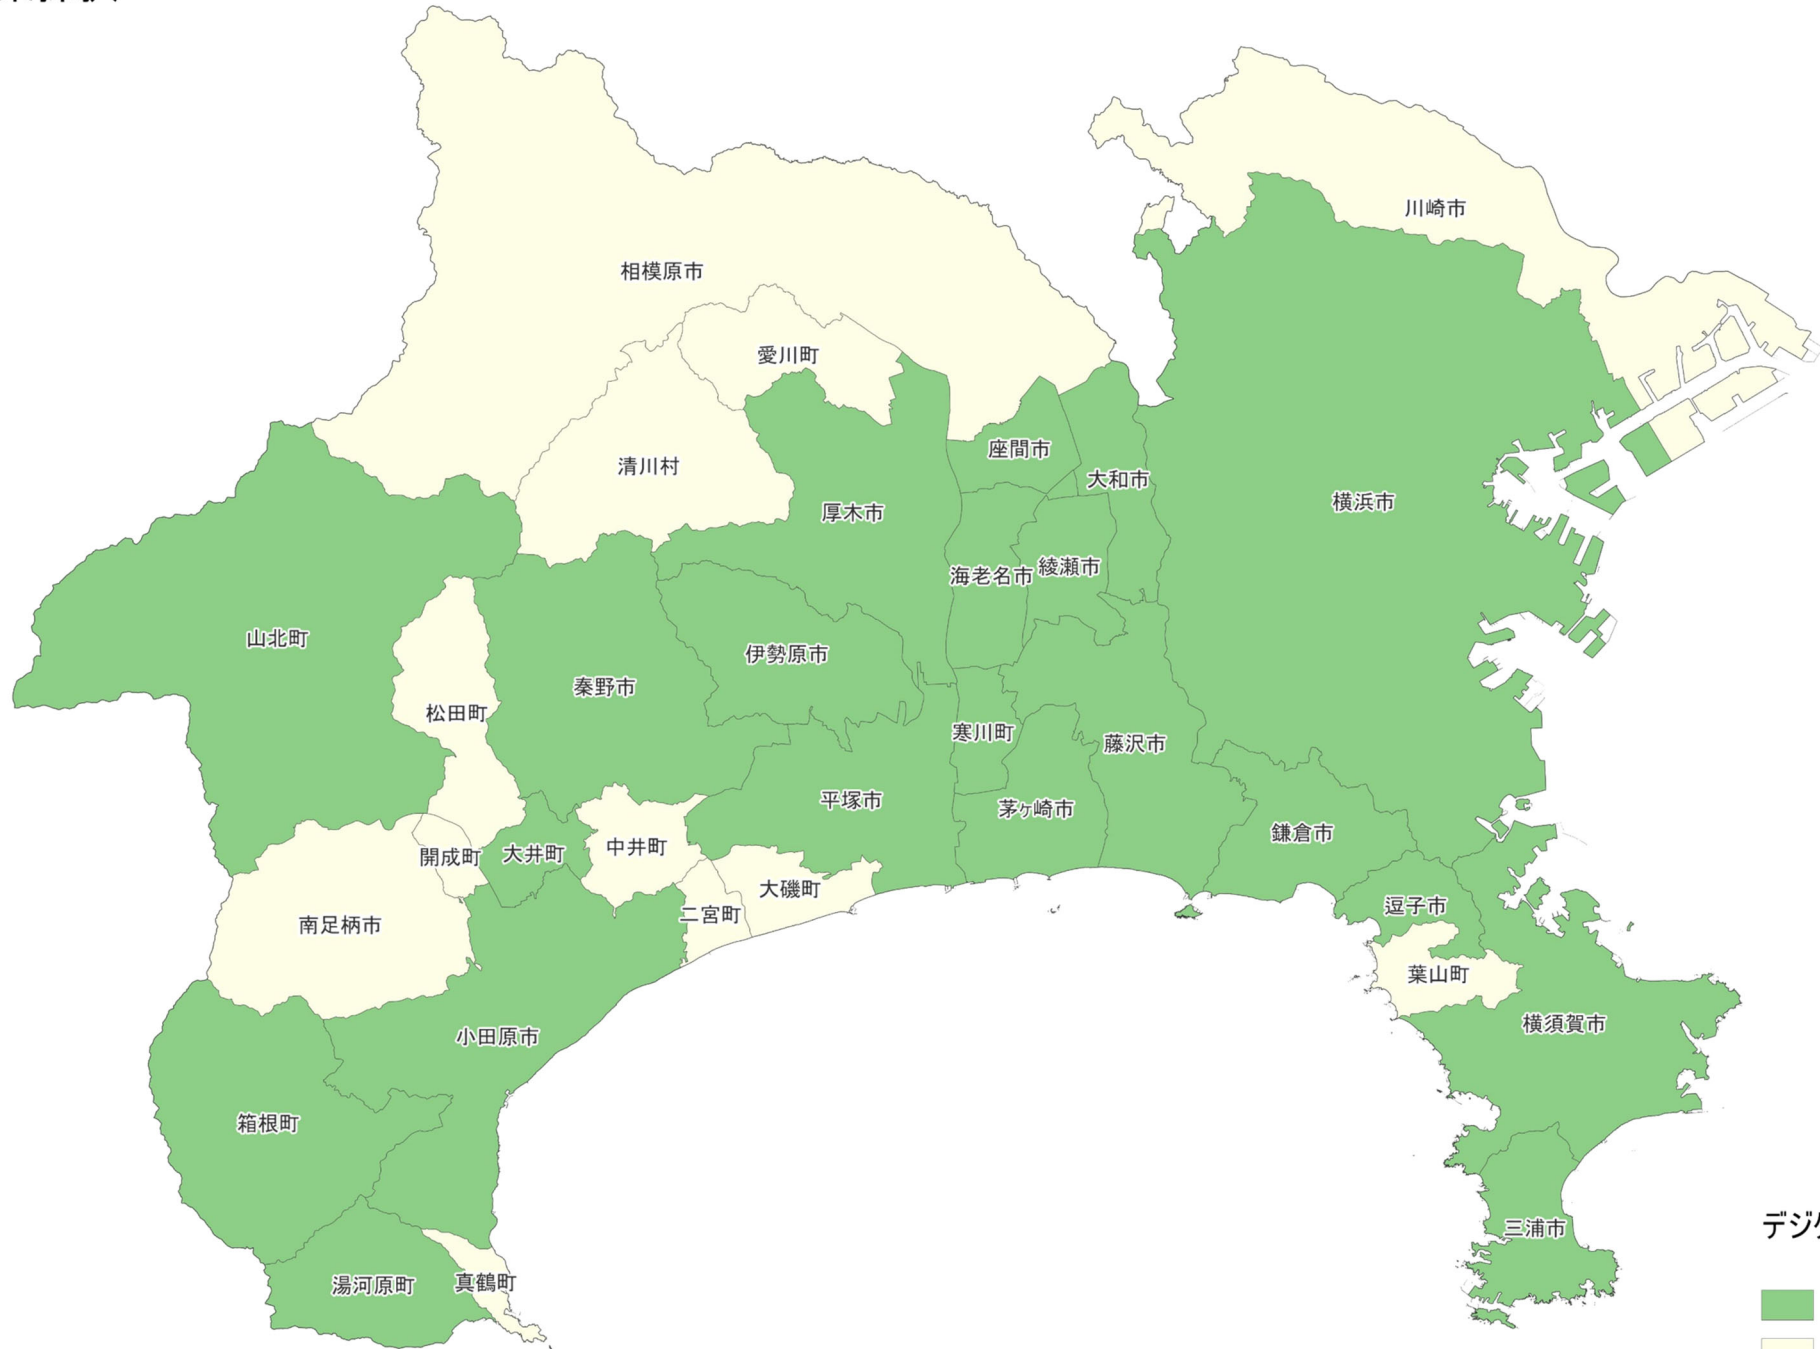 川崎市
相模原市
愛川町
座間市
清川村
大和市
横浜市
厚木市
綾瀬市
海老名市
山北町
伊勢原市
秦野市
松田町
寒川町
藤沢市
平塚市
茅ヶ崎市
鎌倉市
中井町
大井町
開成町
大磯町
逗子市
二宮町
南足柄市
葉山町
横須賀市
小田原市
箱根町
デジ
三浦市
真鶴町
湯河原町